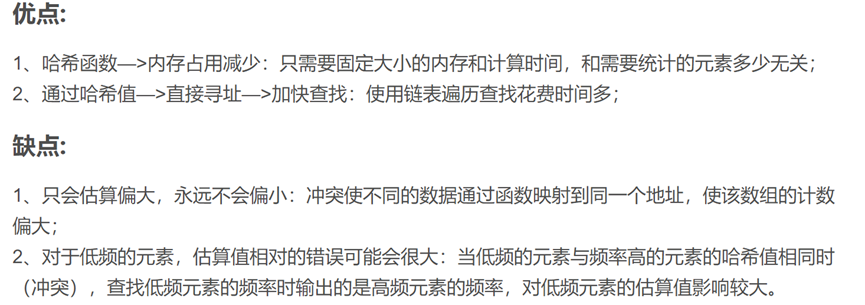 优点:
1、哈希函数—>内存占用减少：只需要固定大小的内存和计算时间，和需要统计的元素多少无关；
2、通过哈希值—>直接寻址—>加快查找：使用链表遍历查找花费时间多；
缺点:
1、只会估算偏大，永远不会偏小：冲突使不同的数据通过函数映射到同一个地址，使该数组的计数
偏大；
2、对于低频的元素，估算值相对的错误可能会很大：当低频的元素与频率高的元素的哈希值相同时
（冲突），查找低频元素的频率时输出的是高频元素的频率，对低频元素的估算值影响较大。